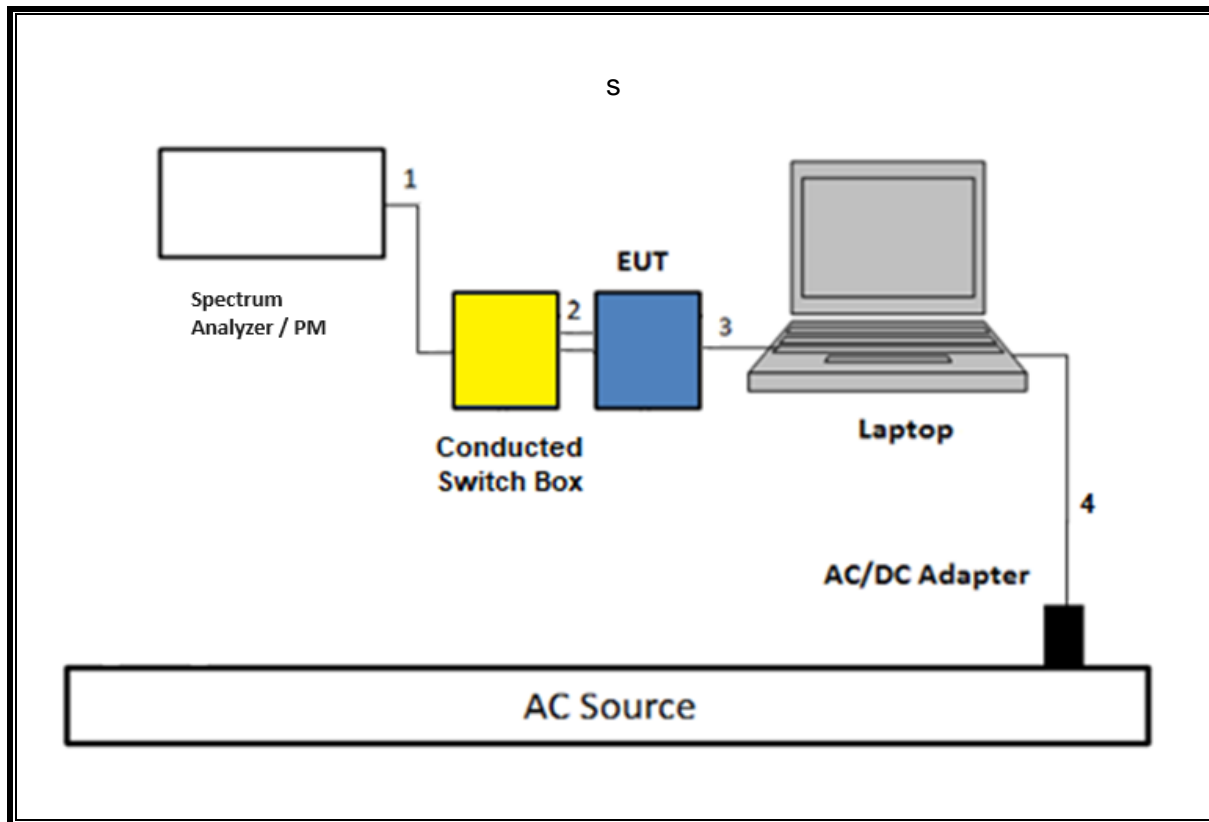 s
1
Spectrum
Analyzer / PM
EUT
2
3
Conducted
Switch Box
Laptop
4
AC/DC Adapter
AC Source